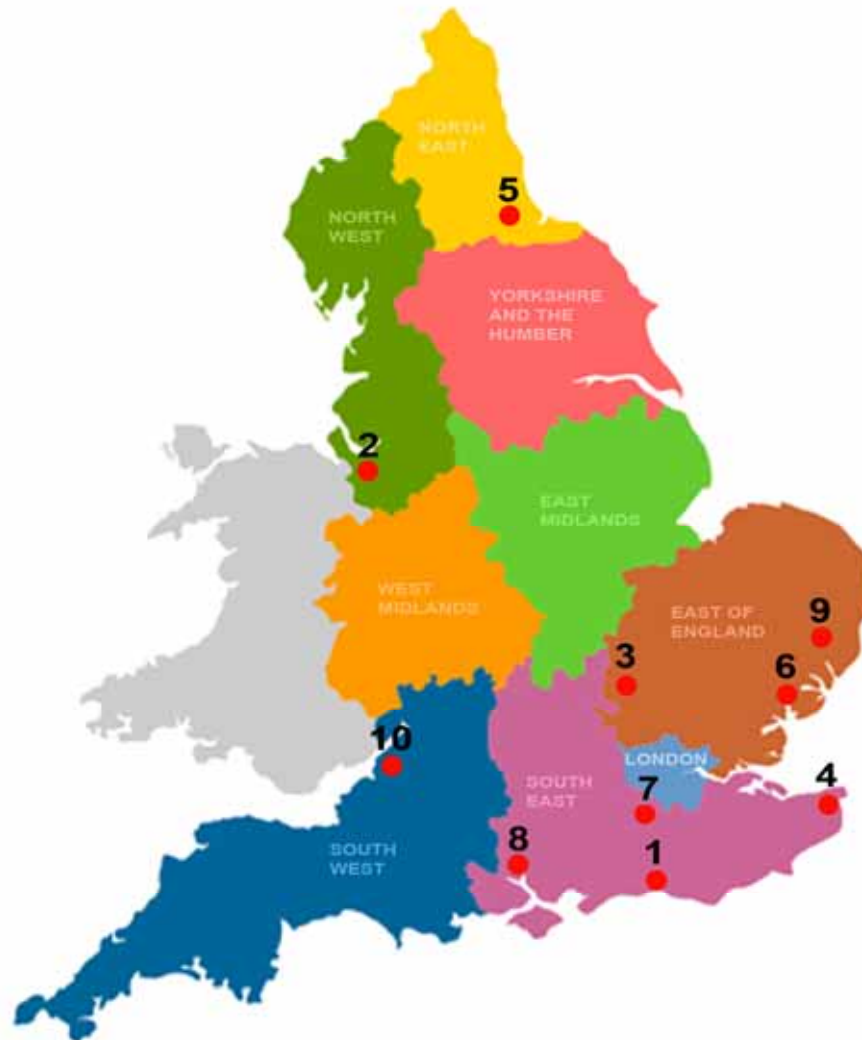 NORTH
EAST
5
NORTH
WEST
YORKSHIRE
AND THE
HUMBER
2
EAST
MIDLANDS
WEST
MIDLANDS
EAST OF
ENGLAND
9
3
6
10
LONDON
SOUTH
EAST
4
7
SOUTH
WEST
8
1